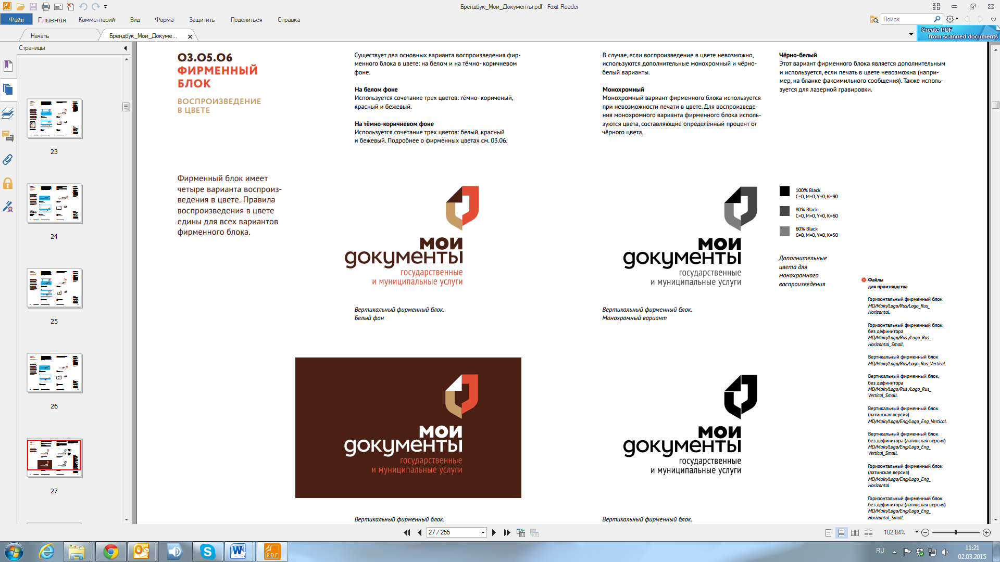 Брендбук_Мои_Документы.pdf - Foxit Reader
Файл
Главная
Комментарий
Вид
Форма
Защитить
Поделиться
Справка
Поиск
Начать
Брендбук_Мои_Докуме...
Create PDF
from scanned documents
Страницы
23
24
25
26
27
03.05.06
ФИРМЕННЫЙ
БЛОК
ВОСПРОИЗВЕДЕНИЕ
В ЦВЕТЕ
Фирменный блок имеет
четыре варианта воспроиз-
ведения в цвете. Правила
воспроизведения в цвете
едины для всех вариантов
фирменного блока.
Существует два основных варианта воспроизведения фир-
менного блока в цвете: на белом и на тёмно- коричневом
фоне.
На белом фоне
Используется сочетание трех цветов: тёмно- коричеый,
красный и бежевый.
На тёмно-коричневом фоне
Используется сочетание трех цветов: белый, красный
и бежевый. Подробнее о фирменных цветах см. 03.06.
В случае, если воспроизведение в цвете невозможно,
используются дополнительные монохромный и чёрно-
белый варианты.
Монохромный
Монохромный вариант фирменного блока используется
при невозможности печати в цвете. Для воспроизведе-
ния монохромного варианта фирменного блока исполь-
зуются цвета, составляющие определённый процент от
чёрного цвета.
Чёрно-белый
Этот вариант фирменного блока является дополнительным
и используется, если печать в цвете невозможна (напри-
мер, на бланке факсимильного сообщения). Также исполь-
зуется для лазерной гравировки.
мои
документы
государственные
и муниципальные услуги
Вертикальный фирменный блок.
Белый фон
мои
документы
государственные
и муниципальные услуги
Вертикальный фирменный блок.
Монохромный вариант
100% Black
C=0, M=0, Y=0, K=90
80% Black
C=0, M=0, Y=0, K=60
60% Black
C=0, M=0, Y=0, K=50
Дополнительные
цвета для
монохромного
воспроизведения
мои
документы
государственные
и муниципальные услуги
Вертикальный фирменный блок.
мои
документы
государственные
и муниципальные услуги
Вертикальный фирменный блок.
Файлы
для производства
Горизонтальный фирменный блок
MD/Main/Logo/Rus/Logo_Rus_
Horizontal.
Горизонтальный фирменный блок
без дефинитора
MD/Main/Logo/Rus /Logo_Rus_
Horizontal_Small.
Вертикальный фирменный блок
MD/Main/Logo/Rus/Logo_Rus_Vertical.
Вертикальный фирменный блок,
без дефинитора
MD/Main/Logo/Rus /Logo_Rus_
Vertical_Small.
Вертикальный фирменный блок
(латинская версия)
MD/Main/Logo/Eng/Logo_Eng_Vertical.
Вертикальный фирменный блок
без дефинитора (латинская версия)
MD/Main/Logo/Eng/Logo_Eng_
Vertical_Small.
Горизонтальный фирменный блок
(латинская версия)
MD/Main/Logo/Eng/Logo_Eng_
Horizontal
Горизонтальный фирменный блок
без дефинитора (латинская версия)
MD/Main/Logo/Eng/Logo_Eng_
Horizontal_Small.
27 / 255
102.84%
PDF
RU
11:21
02.03.2015